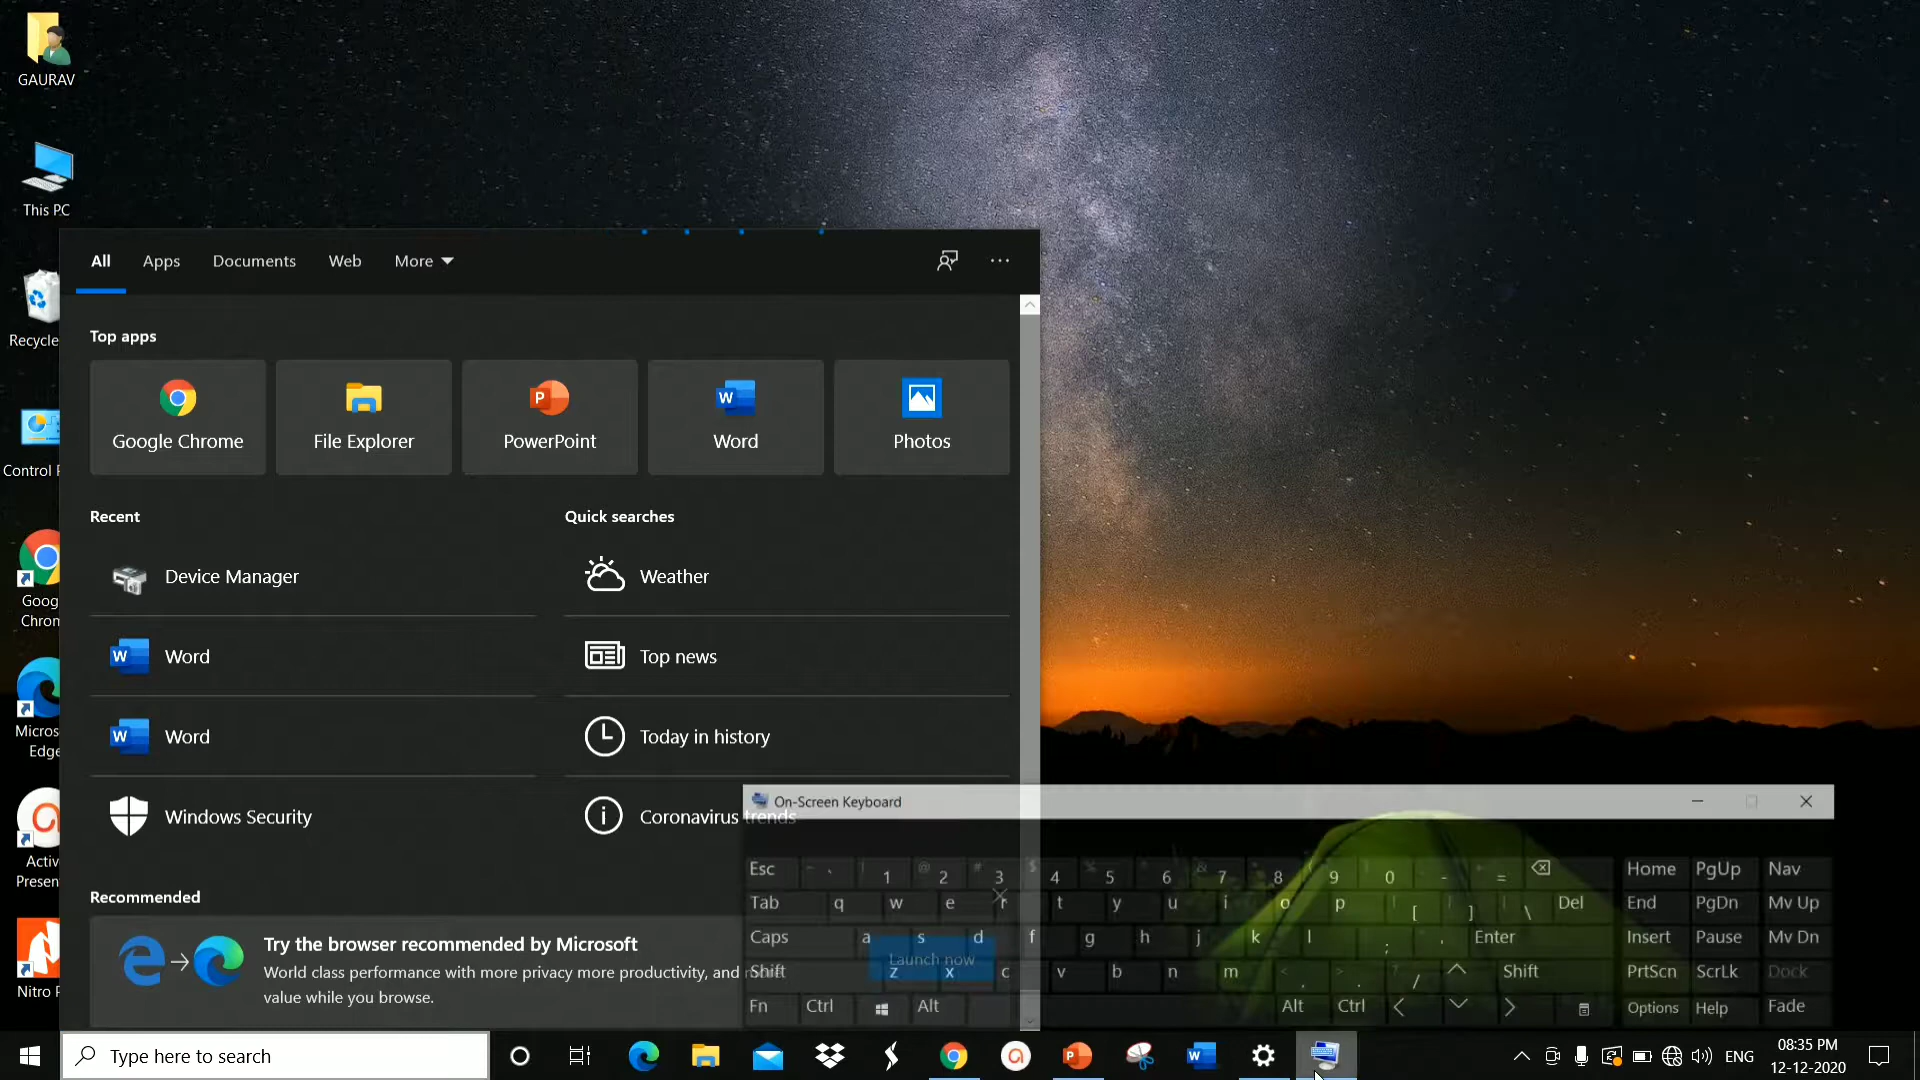 GAURAV
This PC
Recycle
Control P
Goog
Chrom
Micros
Edge
Activ
Presen
Nitro P
All Apps Documents Web More
Top apps
Google Chrome File Explorer PowerPoint Word Photos
Recent
Device Manager
Word
Word
Windows Security
Quick searches
Weather
Top news
Today in history
Coronavirus trends
Recommended
Try the browser recommended by Microsoft
World class performance with more privacy more productivity, and
value while you browse.
Launch now
On-Screen Keyboard
Esc 1 2 3 4 5 6 7 8 9 0 - = Home PgUp Nav
Tab q w e r t y u i o p [ ] \ Del End PgDn Mv Up
Caps a s d f g h j k l ; ' Enter Insert Pause Mv Dn
Shift z x c v b n m , . / Shift PrtScn ScrLk Dock
Fn Ctrl Alt Alt Ctrl Options Help Fade
Type here to search
ENG
08:35 PM
12-12-2020